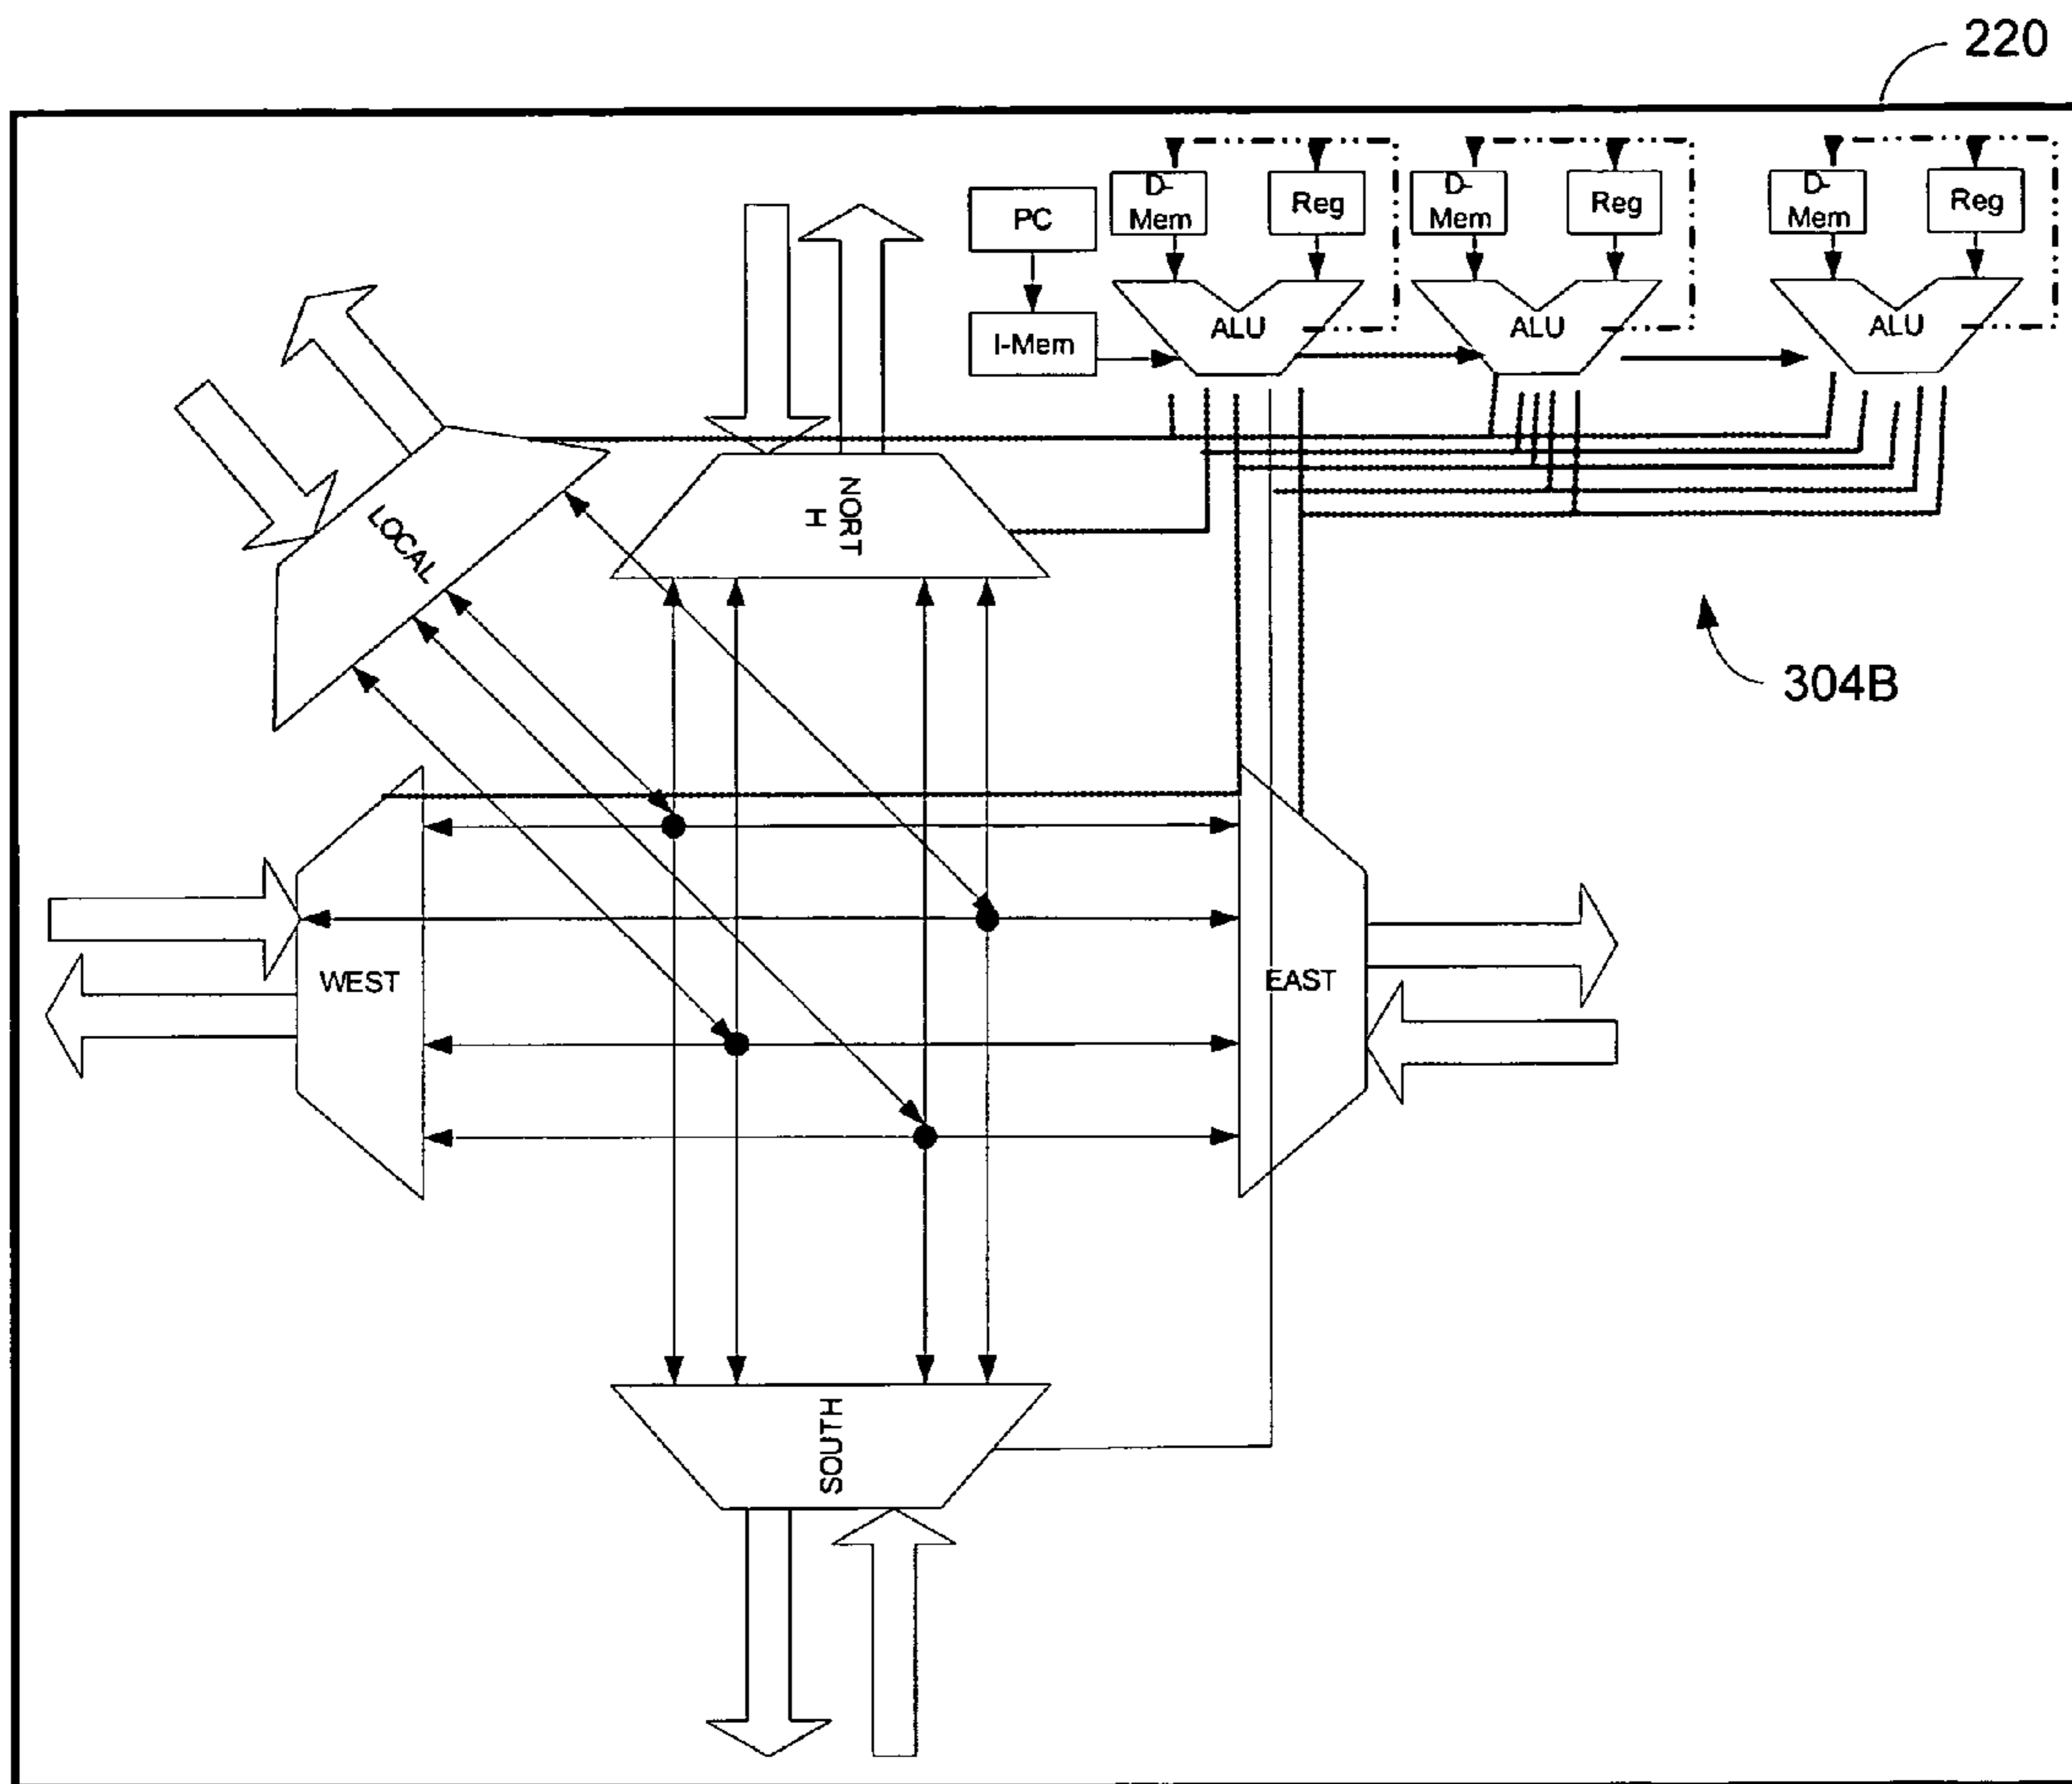 220
D-
Mem
Reg
D-
Mem
Reg
D-
Mem
Reg
PC
I-Mem
ALU
ALU
ALU
NORT
H
LOCAL
304B
WEST
EAST
SOUTH